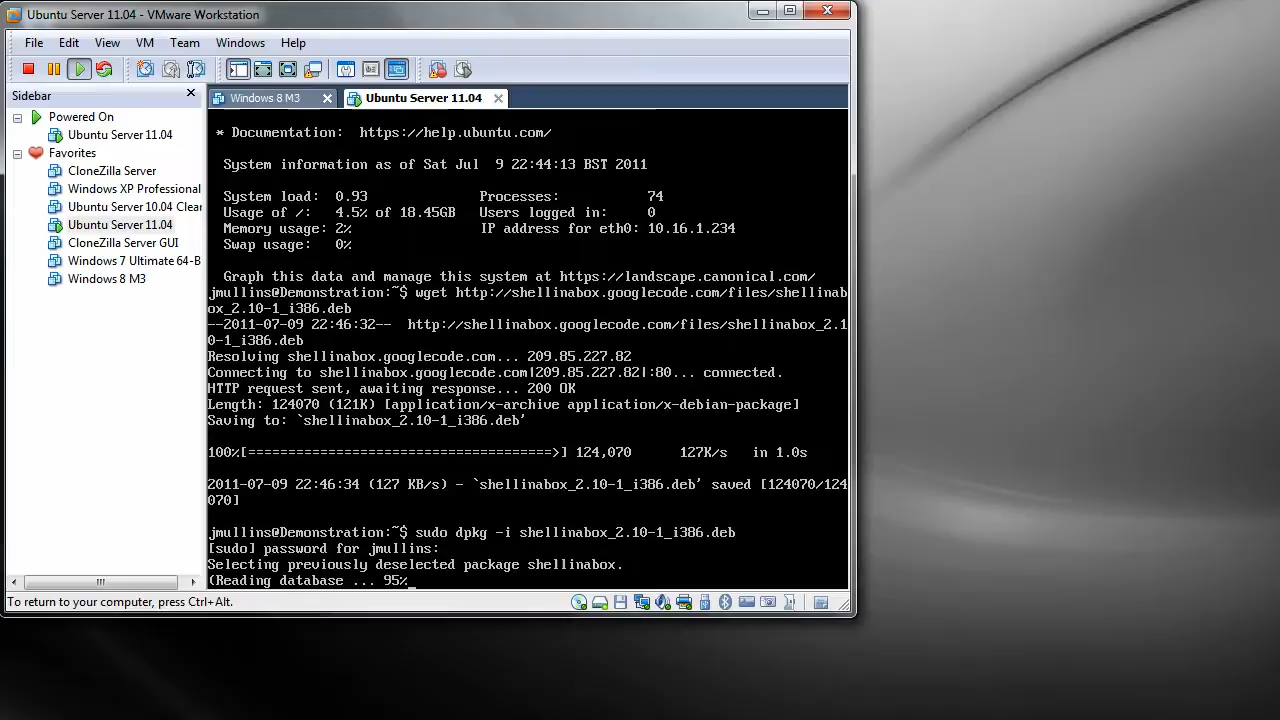 Ubuntu Server 11.04 - VMware Workstation
File Edit View VM Team Windows Help
Sidebar
Powered On
Ubuntu Server 11.04
Favorites
CloneZilla Server
Windows XP Professional
Ubuntu 10.04 Clear
Ubuntu Server 11.04
CloneZilla Server GUI
Windows 7 Ultimate 64-B
Windows 8 M3
Windows 8 M3
Ubuntu Server 11.04
* Documentation: https://help.ubuntu.com/
System information as of Sat Jul 9 22:44:13 BST 2011
System load: 0.93 Processes: 74
Usage of /: 4.5% of 18.45GB Users logged in: 0
Memory usage: 2% IP address for eth0: 10.16.1.234
Swap usage: 0%
Graph this data and manage this system at https://landscape.canonical.com/
jmullins@Demonstration:~$ wget http://shellinabox.googlecode.com/files/shellinab
ox_2.10-1_i386.deb
--2011-07-09 22:46:32-- http://shellinabox.googlecode.com/files/shellinabox_2.1
0-1_i386.deb
Resolving shellinabox.googlecode.com... 209.85.227.82
Connecting to shellinabox.googlecode.com|209.85.227.82|:80... connected.
HTTP request sent, awaiting response... 200 OK
Length: 124070 (121K) [application/x-archive application/x-debian-package]
Saving to: `shellinabox_2.10-1_i386.deb'
100%[======================================>] 124,070 127K/s in 1.0s
2011-07-09 22:46:34 (127 KB/s) - `shellinabox_2.10-1_i386.deb' saved [124070/124
070]
jmullins@Demonstration:~$ sudo dpkg -i shellinabox_2.10-1_i386.deb
[sudo] password for jmullins:
Selecting previously deselected package shellinabox.
(Reading database ... 95%_
To return to your computer, press Ctrl+Alt.